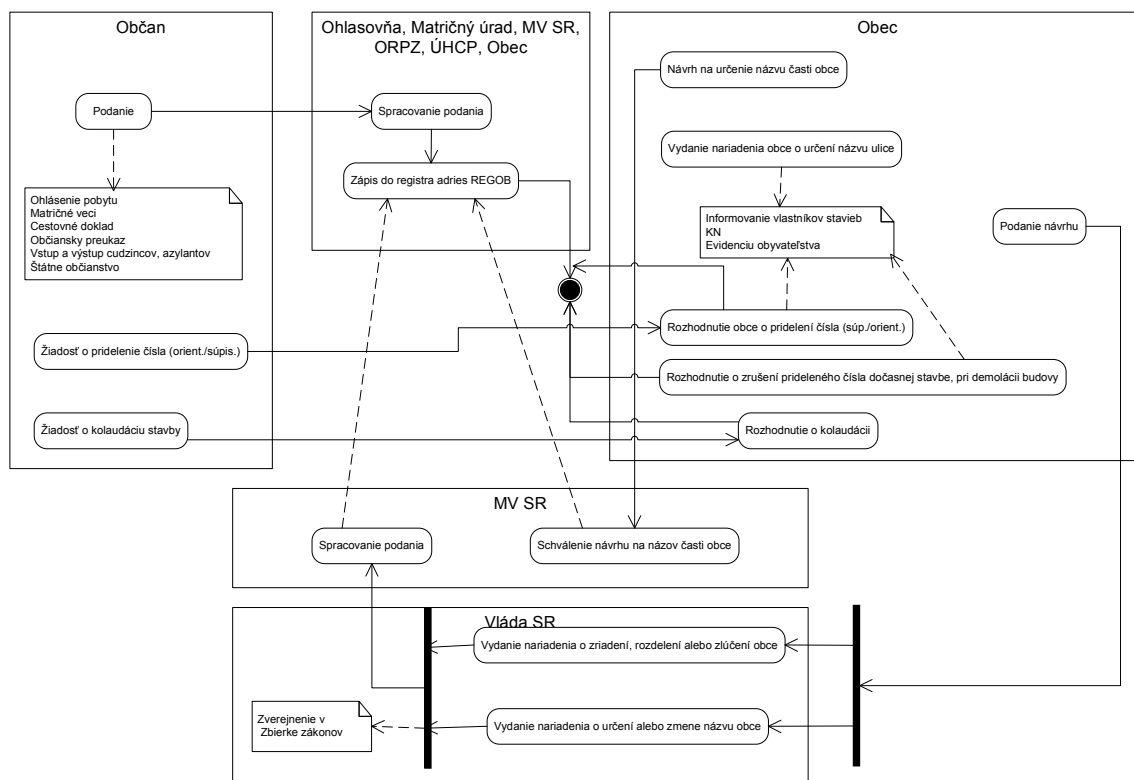 Občan
Ohlasovňa, Matričný úrad, MV SR,
ORPZ, ÚHCP, Obec
Obec
Podanie
Spracovanie podania
Zápis do registra adries REGOB
Návrh na určenie názvu časti obce
Vydanie nariadenia obce o určení názvu ulice
Ohlásenie pobytu
Matričné veci
Cestovné doklad
Občiansky preukaz
Vstup a výstup cudzincov, azylantov
Štátne občianstvo
Informovanie vlastníkov stavieb
KN
Evidenciu obyvateľstva
Podanie návrhu
Rozhodnutie obce o pridelení čísla (súp./orient.)
Žiadosť o pridelenie čísla (orient./súpis.)
Rozhodnutie o zrušení prideleného čísla dočasnej stavbe, pri demolácii budovy
Žiadosť o kolaudáciu stavby
Rozhodnutie o kolaudácii
MV SR
Spracovanie podania
Schválenie návrhu na názov časti obce
Vláda SR
Vydanie nariadenia o zriadení, rozdelení alebo zlúčení obce
Zverejnenie v
Zbierke zákonov
Vydanie nariadenia o určení alebo zmene názvu obce